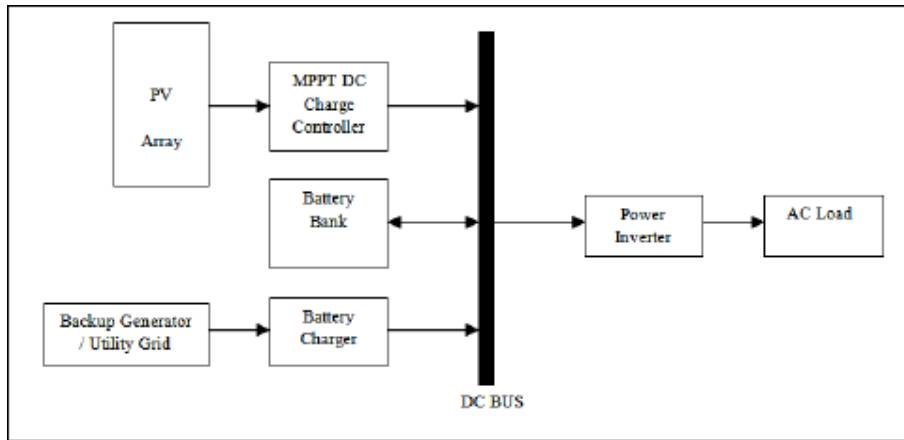 PV
Array
MPPT DC
Charge
Controller
Battery
Bank
Power
Inverter
AC Load
Backup Generator
/ Utility Grid
Battery
Charger
DC BUS